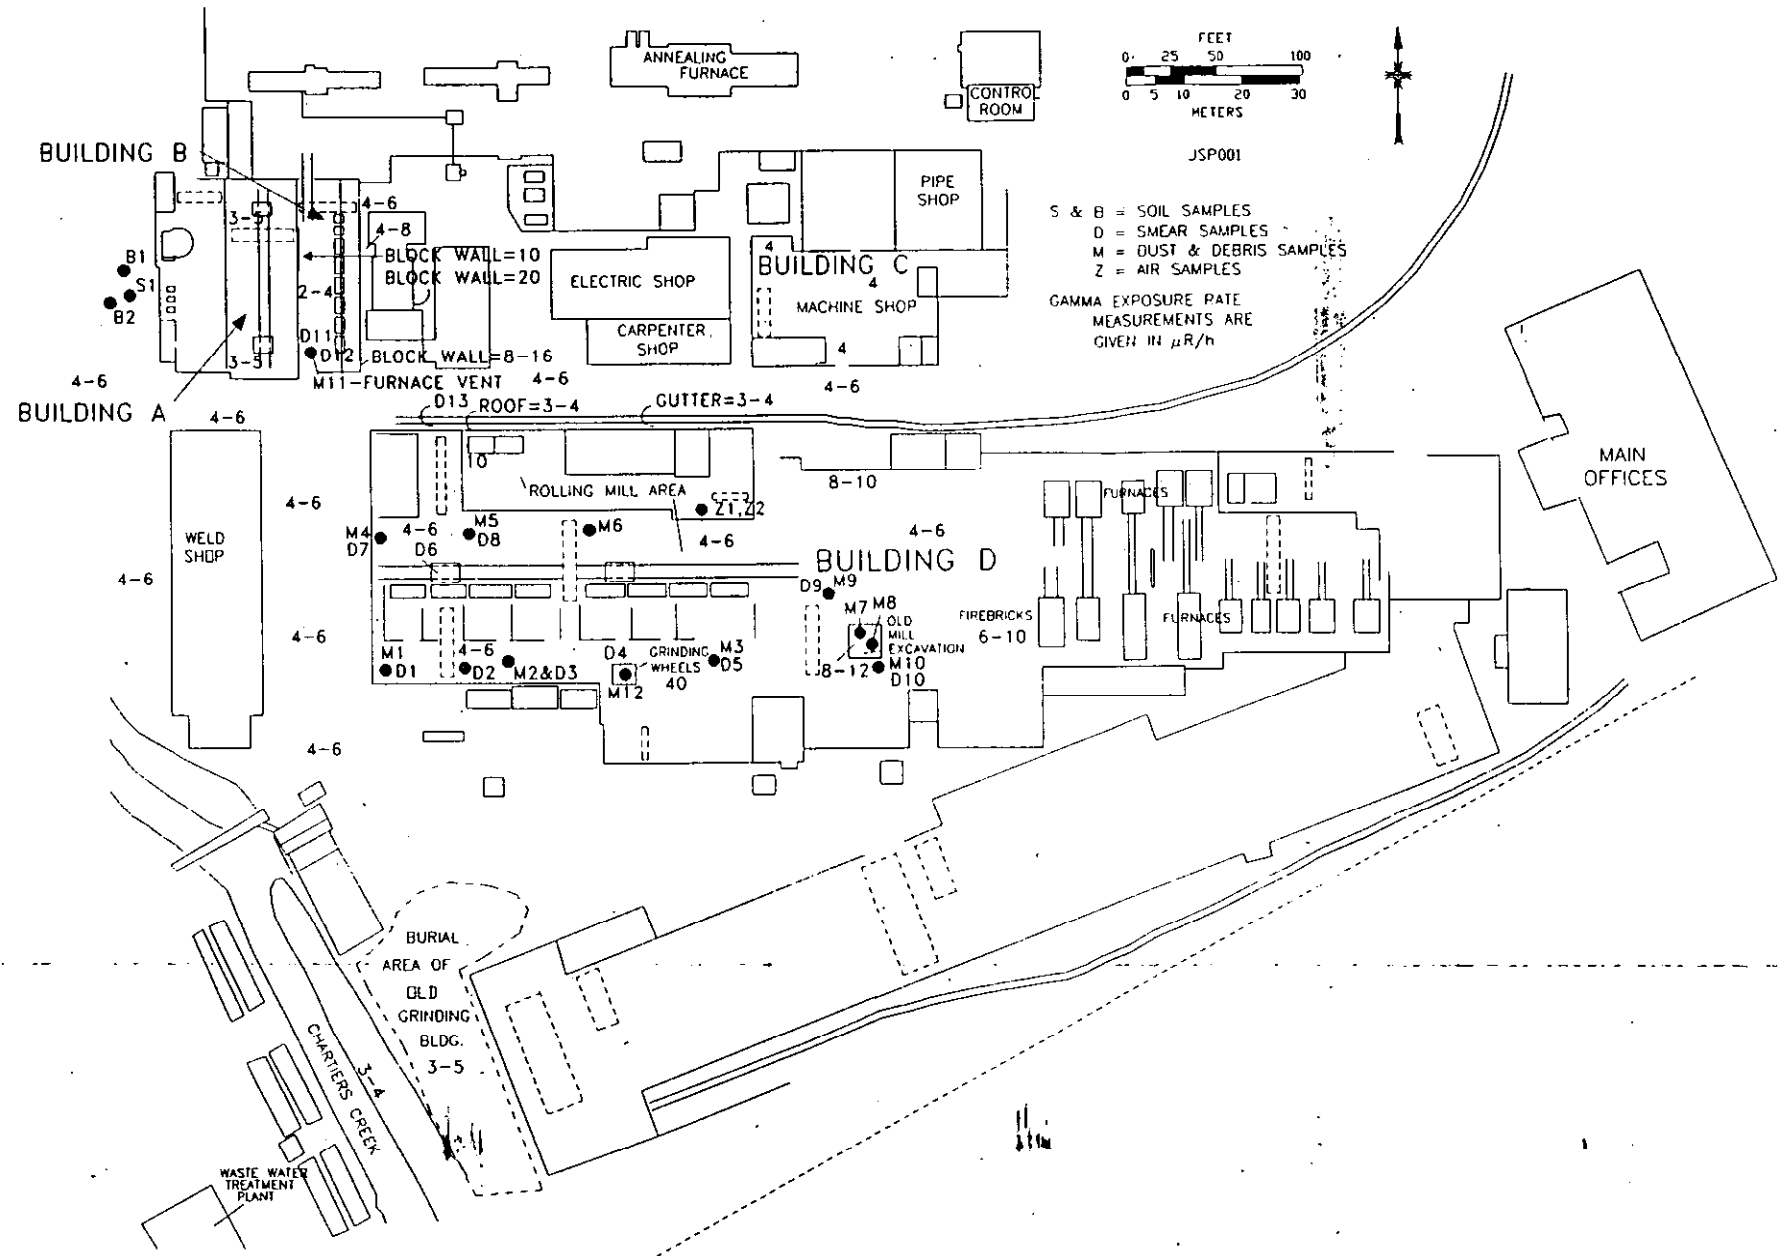 ANNEALING
FURNACE
CONTRO
ROOM
FEET
0 25 50 100
0 5 10 20 30
METERS
JSP001
BUILDING B
PIPE
SHOP
S & B = SOIL SAMPLES
D = SMEAR SAMPLES
M = DUST & DEBRIS SAMPLES
Z = AIR SAMPLES
GAMMA EXPOSURE RATE
MEASUREMENTS ARE
GIVEN IN μR/h
4-6
3-5
4-8
BLOCK WALL=10
BLOCK WALL=20
B1
S1
B2
2-4
ELECTRIC SHOP
4
BUILDING C
4
MACHINE SHOP
CARPENTER
SHOP
4
D11
D12
3-5
BLOCK WALL=8-16
M11-FURNACE VENT
4-6
4-6
4-6
BUILDING A
4-6
D13
ROOF=3-4
GUTTER=3-4
MAIN
OFFICES
10
ROLLING MILL AREA
8-10
FURNACES
4-6
Z1,Z2
WELD
SHOP
M4
D7
4-6
D6
M5
D8
M6
4-6
4-6
BUILDING D
4-6
D9
M9
M7
M8
OLD
MILL
EXCAVATION
8-12
M10
D10
FIREBRICKS
6-10
FURNACES
4-6
M1
D1
4-6
D2
M2&D3
D4
GRINDING
WHEELS
40
M12
M3
D5
4-6
BURIAL
AREA OF
OLD
GRINDING
BLDG.
3-5
3-4
CHARTIERS CREEK
WASTE WATER
TREATMENT
PLANT